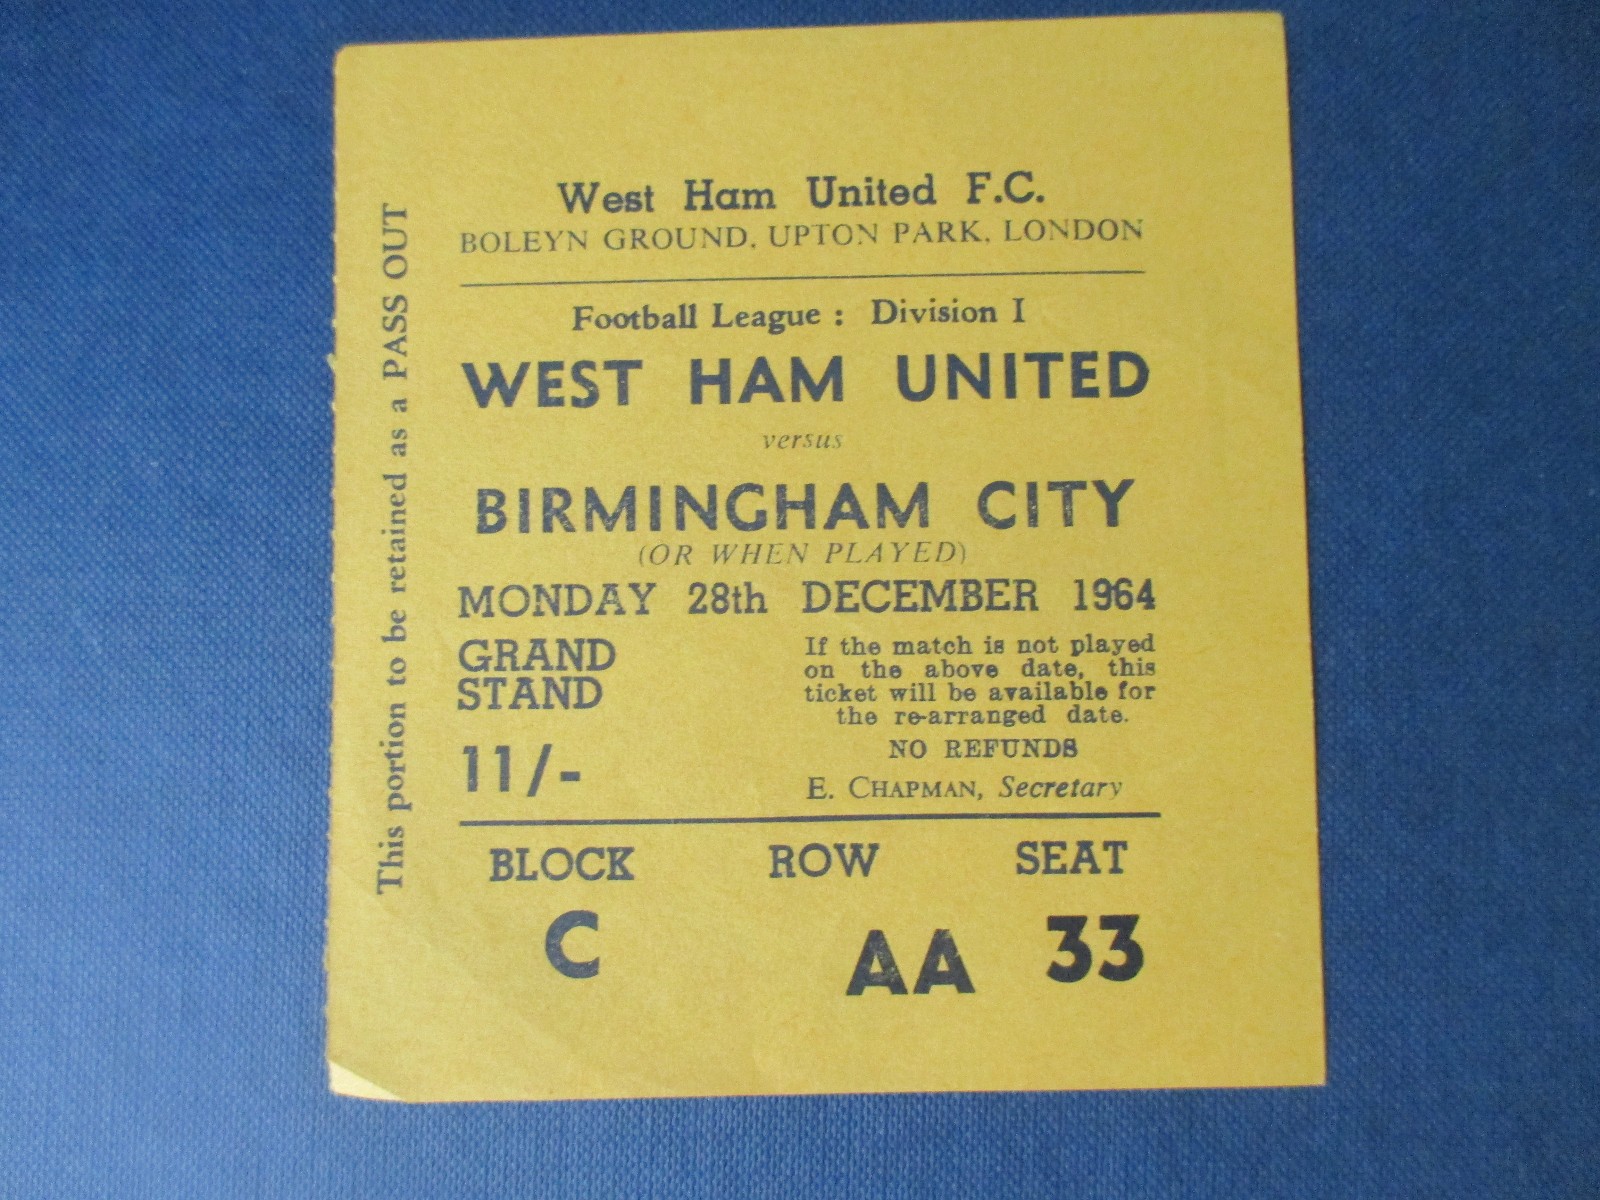 West Ham United F.C.
BOLEYN GROUND, UPTON PARK, LONDON
Football League : Division I
WEST HAM UNITED
versus
BIRMINGHAM CITY
(OR WHEN PLAYED)
MONDAY 28th DECEMBER 1964
GRAND
STAND
11/-
If the match is not played
on the above date, this
ticket will be available for
the re-arranged date.
NO REFUNDS
E. CHAPMAN, Secretary
BLOCK ROW SEAT
C AA 33
This portion to be retained as a PASS OUT